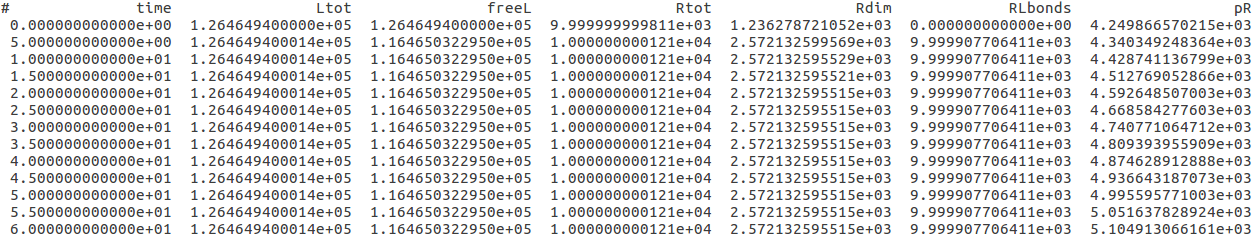 # time Ltot freeL Rtot Rdim RLbonds pR
0.000000000000e+00 1.264649400000e+05 1.264649400000e+05 9.999999999811e+03 1.236278721052e+03 0.000000000000e+00 4.249866570215e+03
5.000000000000e+00 1.264649400014e+05 1.164650322950e+05 1.000000000121e+04 2.572132599569e+03 9.999907706411e+03 4.340349248364e+03
1.000000000000e+01 1.264649400014e+05 1.164650322950e+05 1.000000000121e+04 2.572132595529e+03 9.999907706411e+03 4.428741136799e+03
1.500000000000e+01 1.264649400014e+05 1.164650322950e+05 1.000000000121e+04 2.572132595521e+03 9.999907706411e+03 4.512769052866e+03
2.000000000000e+01 1.264649400014e+05 1.164650322950e+05 1.000000000121e+04 2.572132595515e+03 9.999907706411e+03 4.592648507003e+03
2.500000000000e+01 1.264649400014e+05 1.164650322950e+05 1.000000000121e+04 2.572132595515e+03 9.999907706411e+03 4.668584277603e+03
3.000000000000e+01 1.264649400014e+05 1.164650322950e+05 1.000000000121e+04 2.572132595515e+03 9.999907706411e+03 4.740771064712e+03
3.500000000000e+01 1.264649400014e+05 1.164650322950e+05 1.000000000121e+04 2.572132595515e+03 9.999907706411e+03 4.809393955909e+03
4.000000000000e+01 1.264649400014e+05 1.164650322950e+05 1.000000000121e+04 2.572132595515e+03 9.999907706411e+03 4.874628912888e+03
4.500000000000e+01 1.264649400014e+05 1.164650322950e+05 1.000000000121e+04 2.572132595515e+03 9.999907706411e+03 4.936643187073e+03
5.000000000000e+01 1.264649400014e+05 1.164650322950e+05 1.000000000121e+04 2.572132595515e+03 9.999907706411e+03 4.995595771003e+03
5.500000000000e+01 1.264649400014e+05 1.164650322950e+05 1.000000000121e+04 2.572132595515e+03 9.999907706411e+03 5.051637828924e+03
6.000000000000e+01 1.264649400014e+05 1.164650322950e+05 1.000000000121e+04 2.572132595515e+03 9.999907706411e+03 5.104913066161e+03